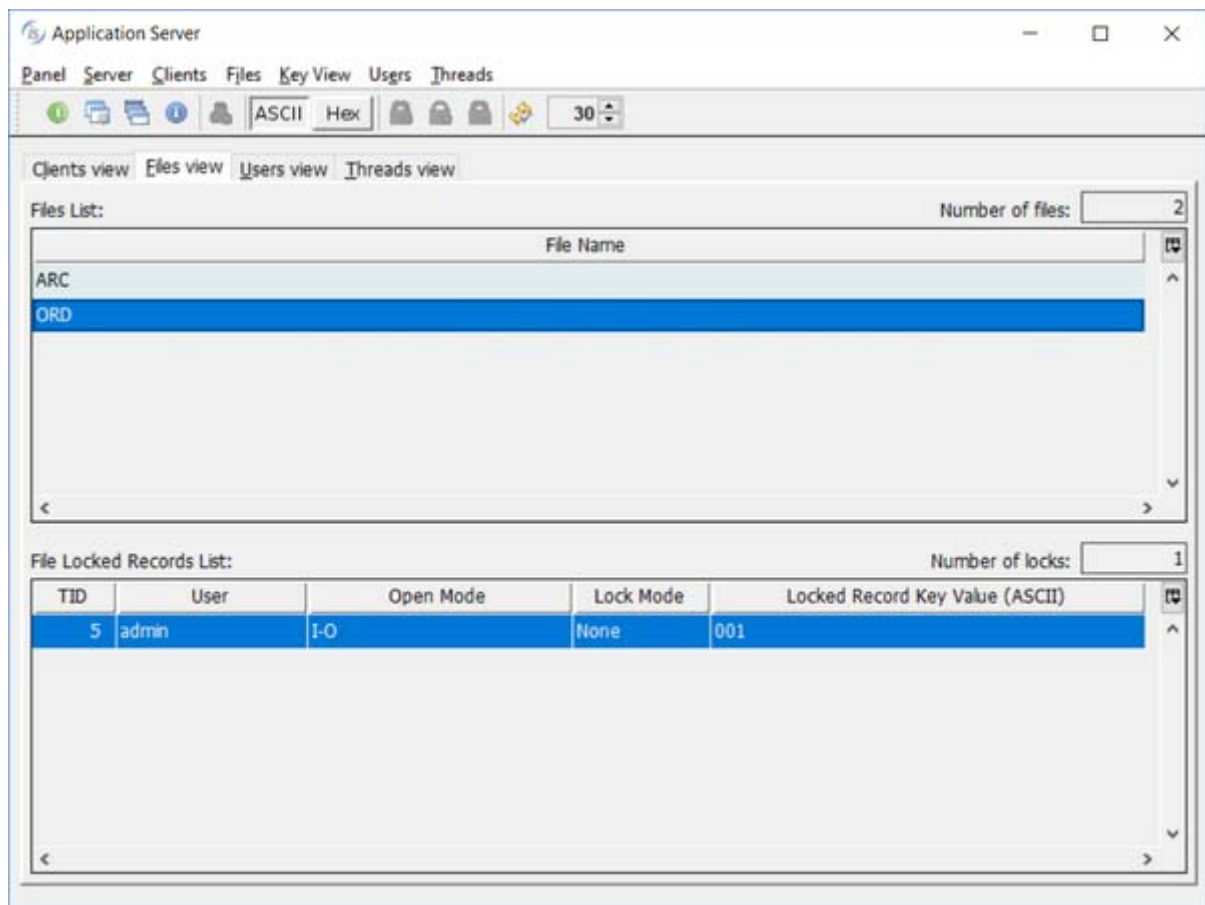 Application Server
Panel Server Clients Files Key View Users Threads
ASCII Hex 30
Clients view Files view Users view Threads view
Files List: Number of files: 2
File Name
ARC
ORD
File Locked Records List: Number of locks: 1
TID User Open Mode Lock Mode Locked Record Key Value (ASCII)
5 admin I-O None 001